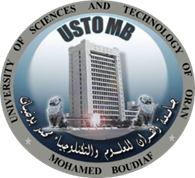 UNIVERSITY OF SCIENCES AND TECHNOLOGY OF ORAN
USTO MB
جامعة وهران للعلوم والتكنولوجيا محمد بوضياف
MOHAMED BOUDIAF